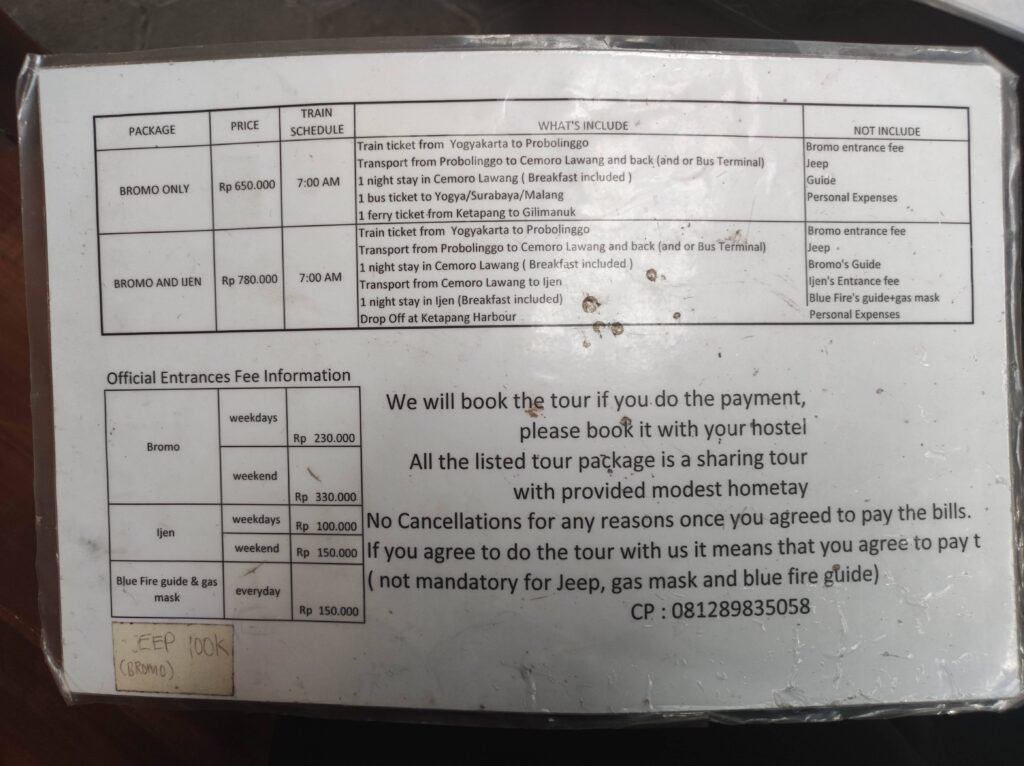 PACKAGE PRICE TRAIN SCHEDULE WHAT'S INCLUDE NOT INCLUDE
BROMO ONLY Rp 650.000 7:00 AM
Train ticket from Yogyakarta to Probolinggo
Transport from Probolinggo to Cemoro Lawang and back (and or Bus Terminal)
1 night stay in Cemoro Lawang ( Breakfast included )
1 bus ticket to Yogya/Surabaya/Malang
1 ferry ticket from Ketapang to Gilimanuk
Bromo entrance fee
Jeep
Guide
Personal Expenses
BROMO AND IJEN Rp 780.000 7:00 AM
Train ticket from Yogyakarta to Probolinggo
Transport from Probolinggo to Cemoro Lawang and back (and or Bus Terminal)
1 night stay in Cemoro Lawang ( Breakfast included )
Transport from Cemoro Lawang to Ijen
1 night stay in Ijen (Breakfast included)
Drop Off at Ketapang Harbour
Bromo entrance fee
Jeep
Bromo's Guide
Ijen's Entrance fee
Blue Fire's guide+gas mask
Personal Expenses
Official Entrances Fee Information
Bromo weekdays Rp 230.000
weekend Rp 330.000
Ijen weekdays Rp 100.000
weekend Rp 150.000
Blue Fire guide & gas mask everyday Rp 150.000
JEEP 100K
(BROMO)
We will book the tour if you do the payment,
please book it with your hostel
All the listed tour package is a sharing tour
with provided modest hometay
No Cancellations for any reasons once you agreed to pay the bills.
If you agree to do the tour with us it means that you agree to pay t
( not mandatory for Jeep, gas mask and blue fire guide)
CP : 081289835058